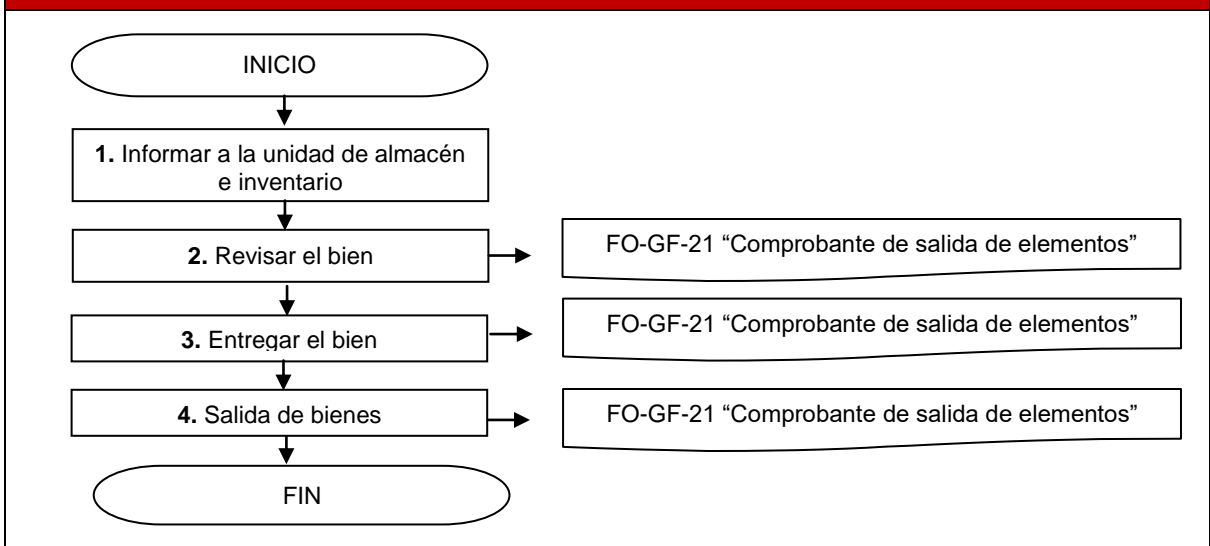 INICIO
1. Informar a la unidad de almacén
e inventario
2. Revisar el bien
FO-GF-21 “Comprobante de salida de elementos”
3. Entregar el bien
FO-GF-21 “Comprobante de salida de elementos”
4. Salida de bienes
FO-GF-21 “Comprobante de salida de elementos”
FIN